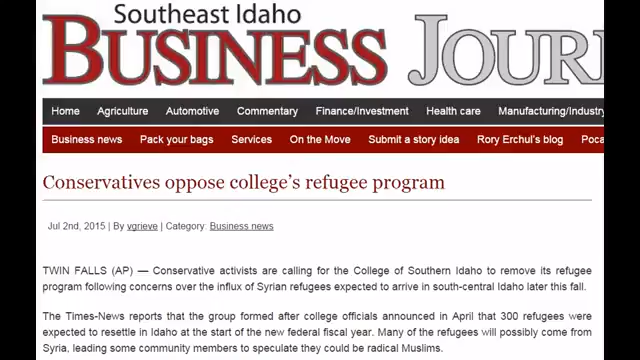 Southeast Idaho
BUSINESS JOUR
Home Agriculture Automotive Commentary Finance/Investment Health care Manufacturing/Industry
Business news Pack your bags Services On the Move Submit a story idea Rory Erchul's blog Poca
Conservatives oppose college's refugee program
Jul 2nd, 2015 | By vgrieve | Category: Business news
TWIN FALLS (AP) — Conservative activists are calling for the College of Southern Idaho to remove its refugee
program following concerns over the influx of Syrian refugees expected to arrive in south-central Idaho later this fall.
The Times-News reports that the group formed after college officials announced in April that 300 refugees were
expected to resettle in Idaho at the start of the new federal fiscal year. Many of the refugees will possibly come from
Syria, leading some community members to speculate they could be radical Muslims.